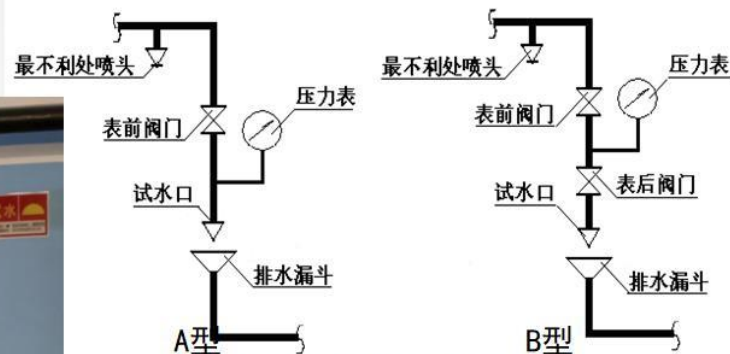 最不利处喷头
压力表
表前阀门
试水口
排水漏斗
A型
最不利处喷头
压力表
表前阀门
表后阀门
试水口
排水漏斗
B型
水